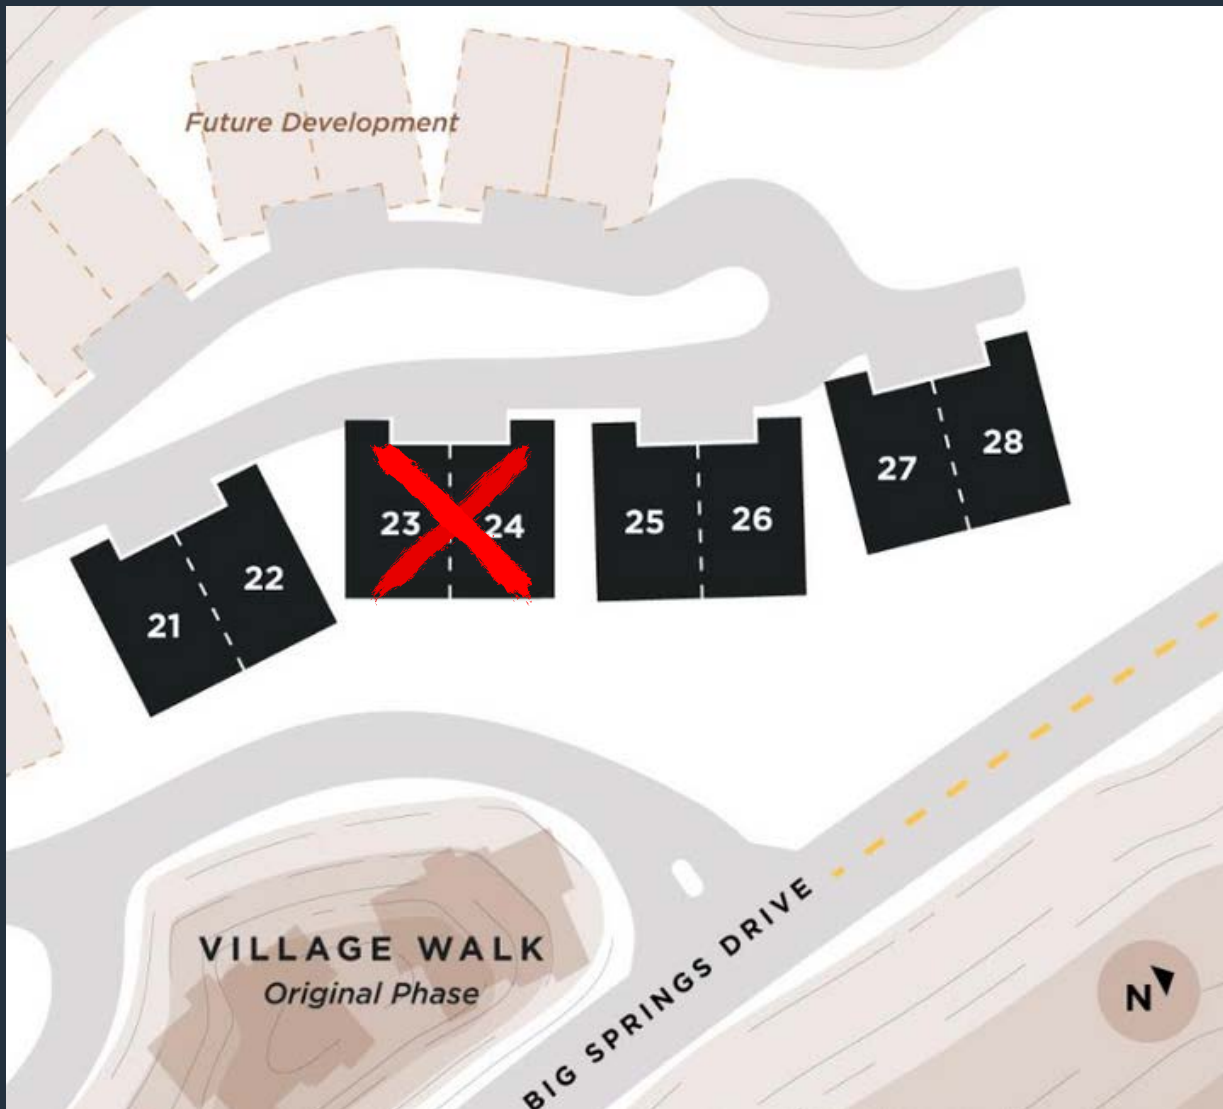 Future Development
28
27
23
24
25
26
22
21
VILLAGE WALK
Original Phase
BIG SPRINGS DRIVE
N